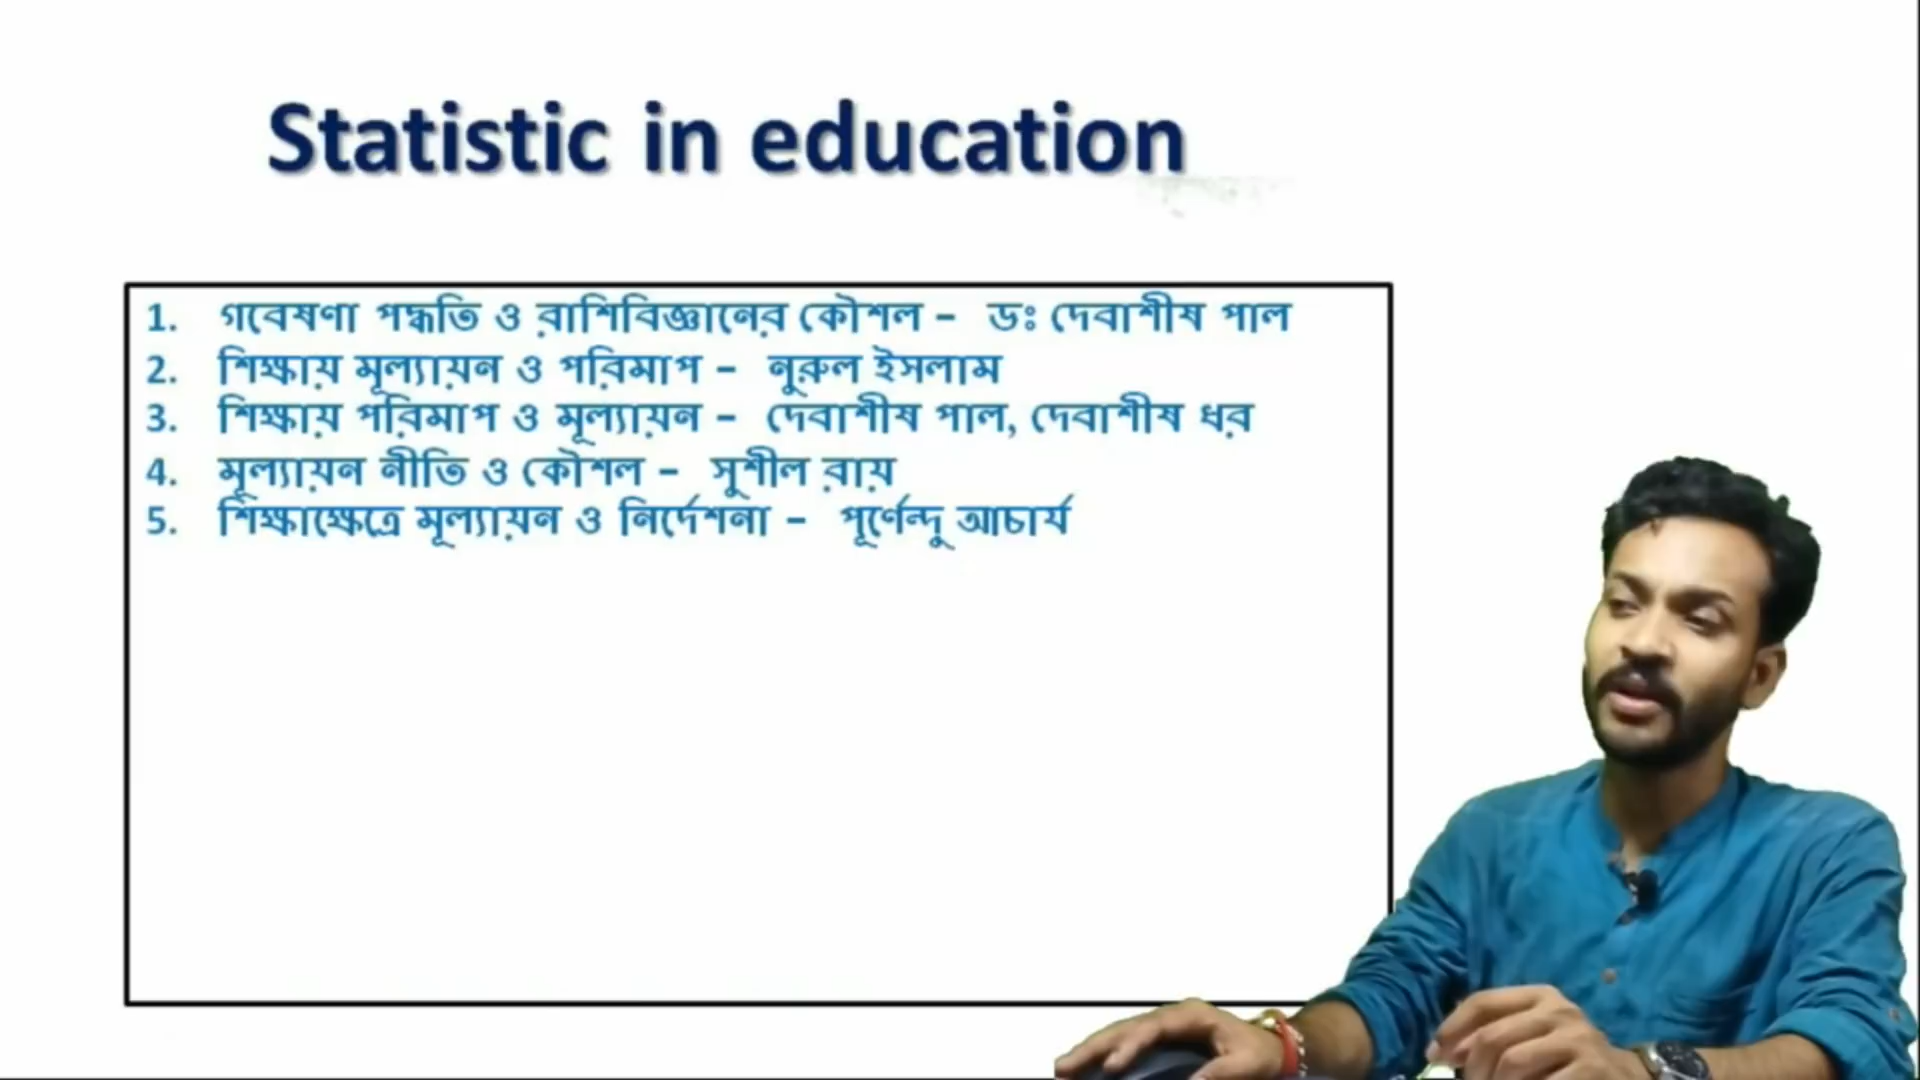 Statistic in education
1. গবেষণা পদ্ধতি ও রাশিবিজ্ঞানের কৌশল – ডঃ দেবাশীষ পাল
2. শিক্ষায় মূল্যায়ন ও পরিমাপ – নুরুল ইসলাম
3. শিক্ষায় পরিমাপ ও মূল্যায়ন – দেবাশীষ পাল, দেবাশীষ ধর
4. মূল্যায়ন নীতি ও কৌশল – সুশীল রায়
5. শিক্ষাক্ষেত্রে মূল্যায়ন ও নির্দেশনা – পূর্ণেন্দু আচার্য